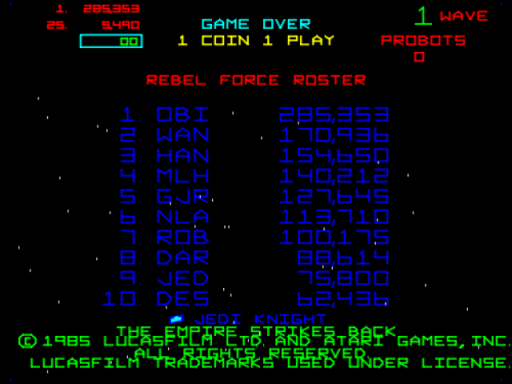 1. 285,353
25. 5,490
00
GAME OVER
1 COIN 1 PLAY
1 WAVE
PROBOTS
0
REBEL FORCE ROSTER
1. OBI 285,353
2. WAN 170,936
3. HAN 154,650
4. MLH 140,212
5. GJR 127,645
6. NLA 113,710
7. ROB 100,175
8. DAR 88,614
9. JED 75,800
10. DES 62,436
JEDI KNIGHT
THE EMPIRE STRIKES BACK
© 1985 LUCASFILM LTD. AND ATARI GAMES, INC.
ALL RIGHTS RESERVED.
LUCASFILM TRADEMARKS USED UNDER LICENSE.